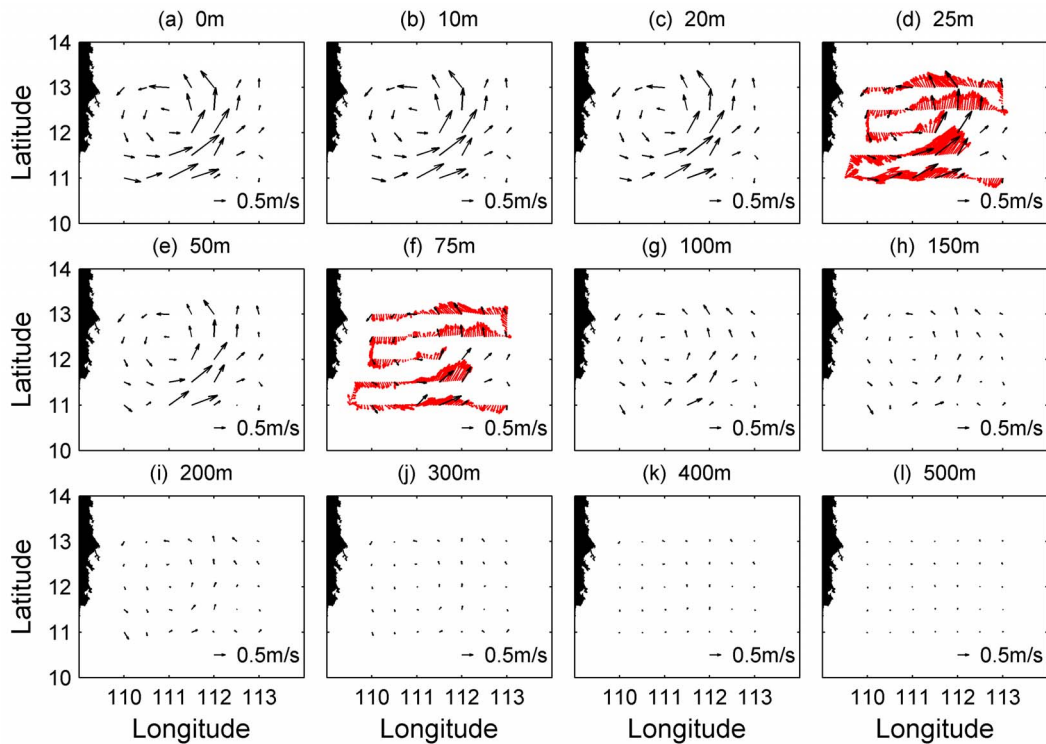 (a) 0m
(b) 10m
(c) 20m
(d) 25m
14
13
12
11
10
Latitude
0.5m/s
0.5m/s
0.5m/s
0.5m/s
(e) 50m
(f) 75m
(g) 100m
(h) 150m
14
13
12
11
10
Latitude
0.5m/s
0.5m/s
0.5m/s
0.5m/s
(i) 200m
(j) 300m
(k) 400m
(l) 500m
14
13
12
11
10
Latitude
0.5m/s
0.5m/s
0.5m/s
0.5m/s
110 111 112 113
110 111 112 113
110 111 112 113
110 111 112 113
Longitude
Longitude
Longitude
Longitude